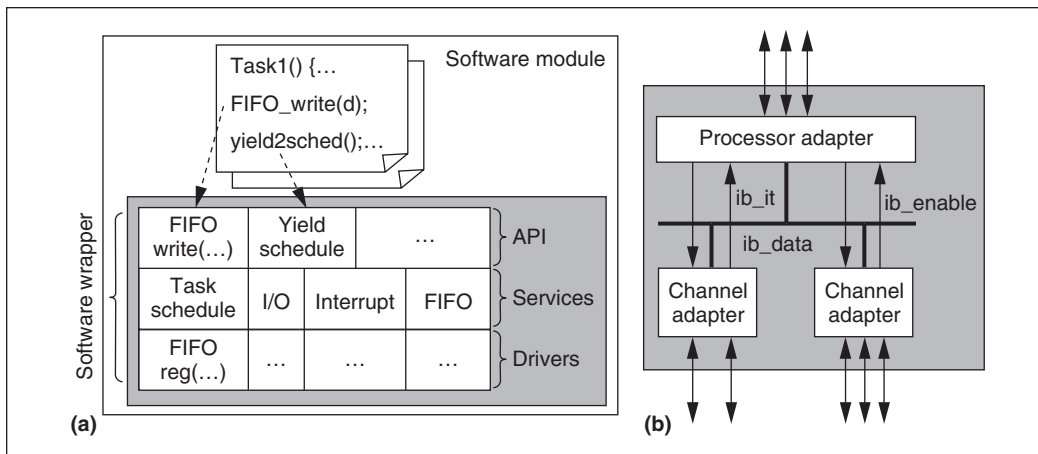 Software module
Task1() {…
FIFO_write(d);
yield2sched();…
Software wrapper
FIFO
write(…)
Yield
schedule
…
API
Task
schedule
I/O
Interrupt
FIFO
Services
FIFO
reg(…)
…
…
…
Drivers
(a)
Processor adapter
ib_it
ib_enable
ib_data
Channel
adapter
Channel
adapter
(b)